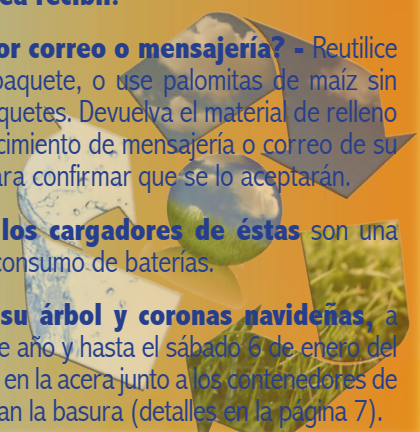 or correo o mensajería? - Reutilice
paquete, o use palomitas de maíz sin
quetes. Devuelva el material de relleno
cimiento de mensajería o correo de su
ara confirmar que se lo aceptarán.
los cargadores de éstas son una
consumo de baterías.
su árbol y coronas navideñas, a
e año y hasta el sábado 6 de enero del
en la acera junto a los contenedores de
an la basura (detalles en la página 7).